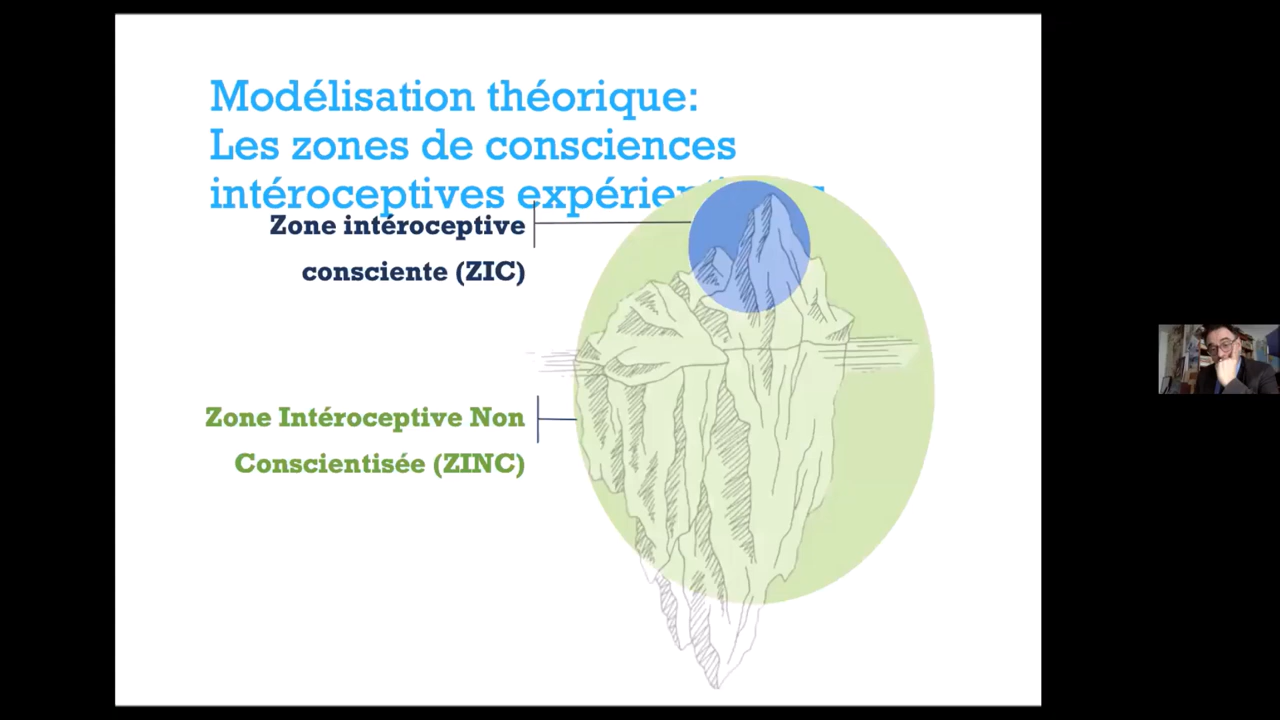 Modélisation théorique:
Les zones de consciences
intéroceptives
Zone intéroceptive
consciente (ZIC)
Zone Intéroceptive Non
Conscientisée (ZINC)